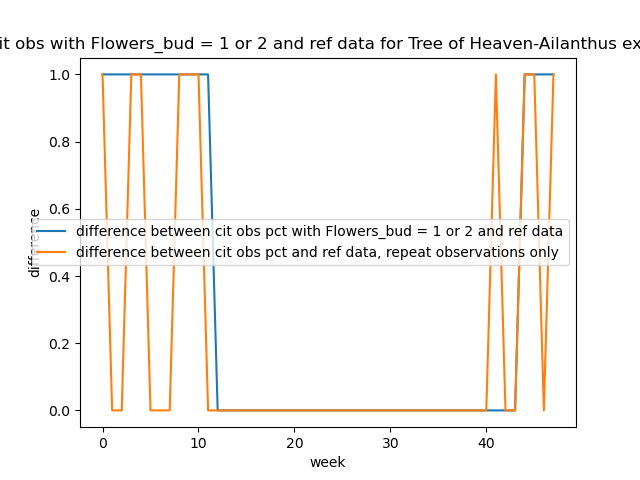 it obs with Flowers_bud = 1 or 2 and ref data for Tree of Heaven-Ailanthus ex
1.0
0.8
0.6
0.4
0.2
0.0
difference
difference between cit obs pct with Flowers_bud = 1 or 2 and ref data
difference between cit obs pct and ref data, repeat observations only
0 10 20 30 40
week